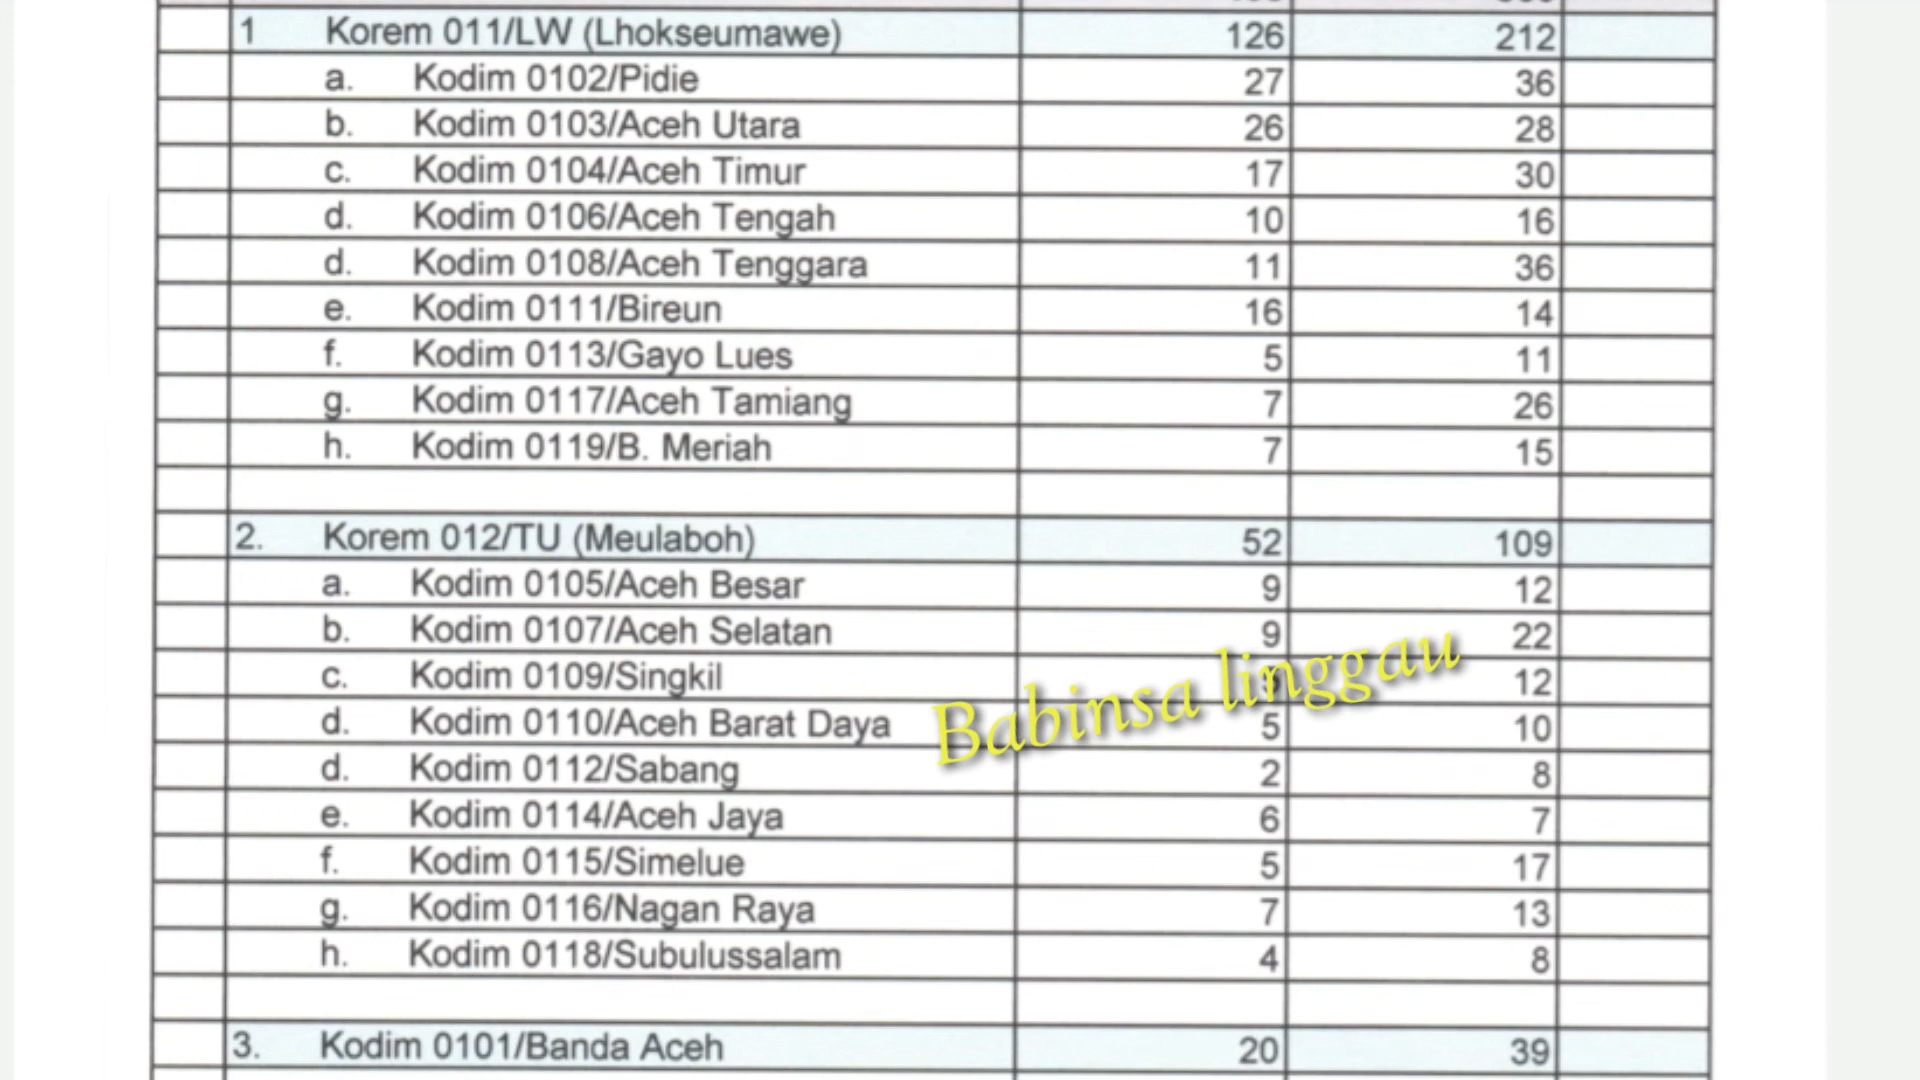 1 Korem 011/LW (Lhokseumawe) 126 212
a. Kodim 0102/Pidie 27 36
b. Kodim 0103/Aceh Utara 26 28
c. Kodim 0104/Aceh Timur 17 30
d. Kodim 0106/Aceh Tengah 10 16
d. Kodim 0108/Aceh Tenggara 11 36
e. Kodim 0111/Bireun 16 14
f. Kodim 0113/Gayo Lues 5 11
g. Kodim 0117/Aceh Tamiang 7 26
h. Kodim 0119/B. Meriah 7 15
2. Korem 012/TU (Meulaboh) 52 109
a. Kodim 0105/Aceh Besar 9 12
b. Kodim 0107/Aceh Selatan 9 22
c. Kodim 0109/Singkil 12
d. Kodim 0110/Aceh Barat Daya 5 10
Babinsa linggau
d. Kodim 0112/Sabang 2 8
e. Kodim 0114/Aceh Jaya 6 7
f. Kodim 0115/Simelue 5 17
g. Kodim 0116/Nagan Raya 7 13
h. Kodim 0118/Subulussalam 4 8
3. Kodim 0101/Banda Aceh 20 39